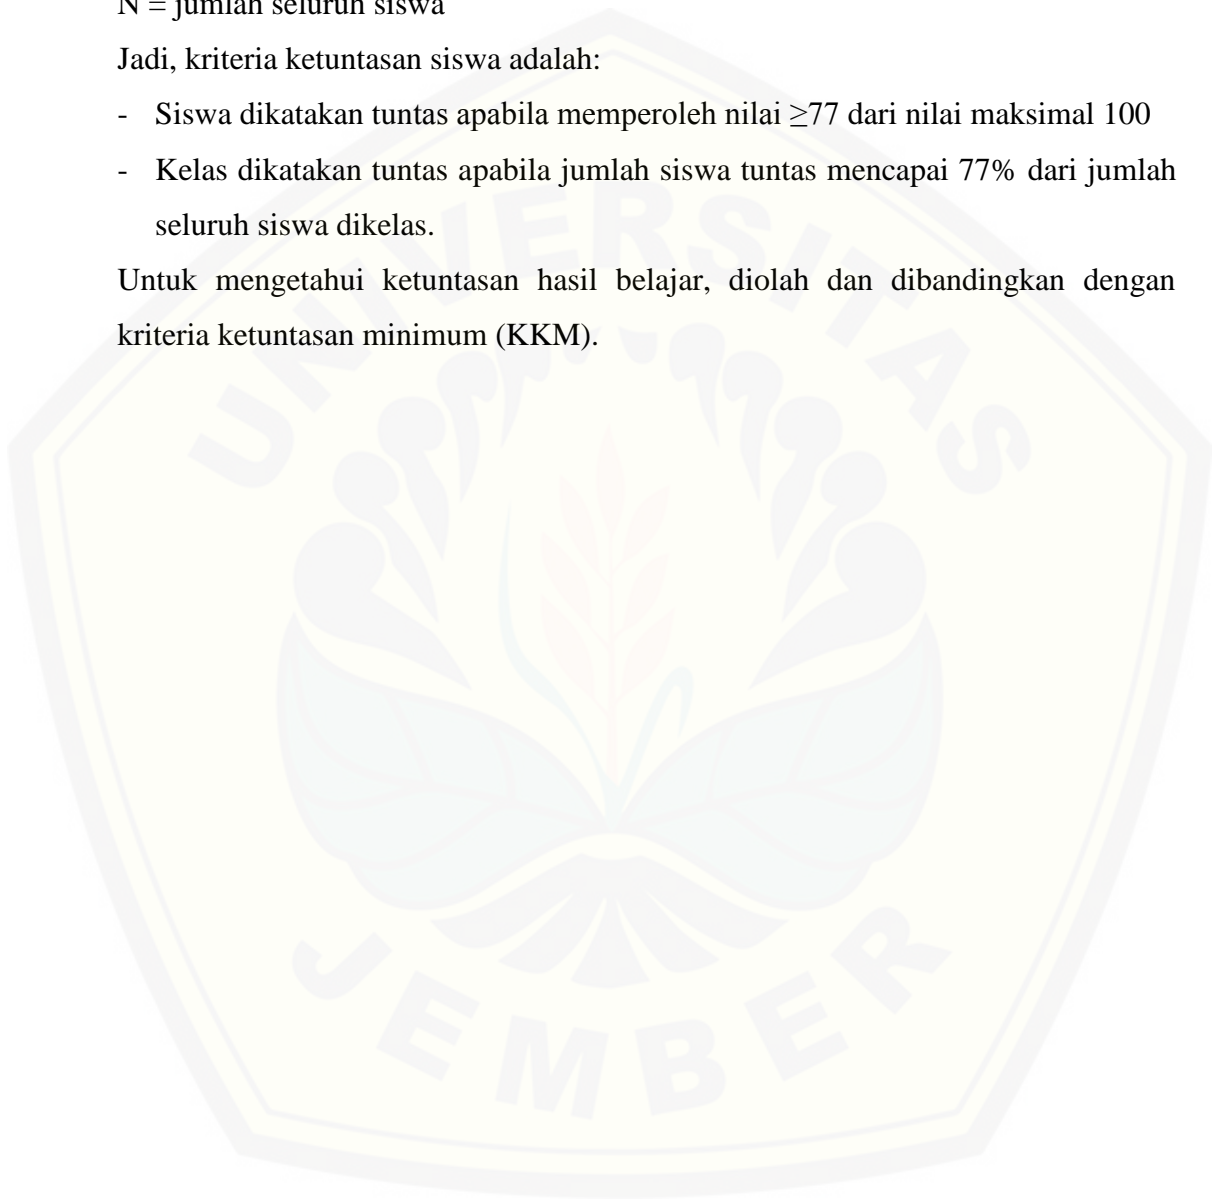 N = jumlah seluruh siswa
Jadi, kriteria ketuntasan siswa adalah:
- Siswa dikatakan tuntas apabila memperoleh nilai ≥77 dari nilai maksimal 100
- Kelas dikatakan tuntas apabila jumlah siswa tuntas mencapai 77% dari jumlah
seluruh siswa dikelas.
Untuk mengetahui ketuntasan hasil belajar, diolah dan dibandingkan dengan
kriteria ketuntasan minimum (KKM).
UNIVERSITAS
JEMBER